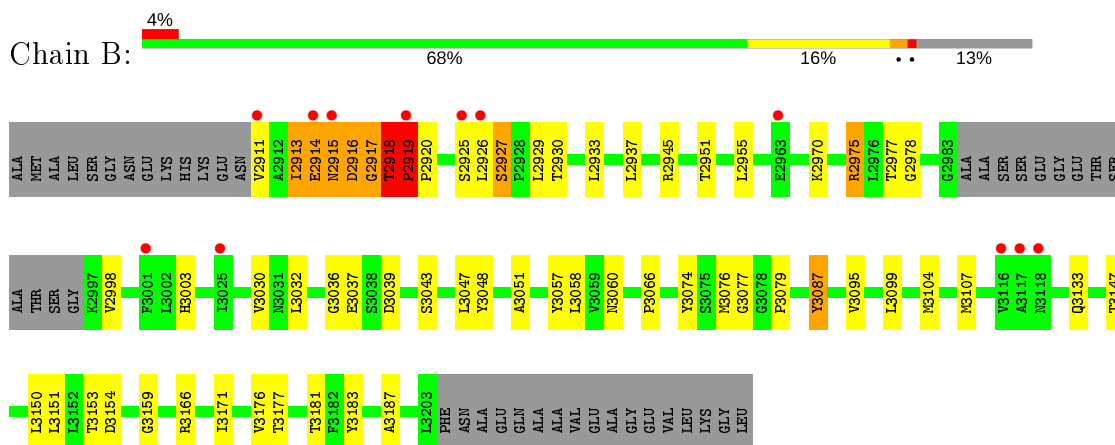 4%
Chain B:
68% 16% • • 13%
ALA MET ALA LEU SER GLY ASN GLU LYS HIS LYS GLU ASN V2911 A2912 L2913 E2914 N2915 D2916 G2917 T2918 P2919 P2920 S2925 L2926 S2927 P2928 L2929 T2930 L2933 L2937 R2945 T2951 L2955 E2963 K2970 R2975 L2976 T2977 G2978 G2983 ALA ALA SER SER GLU GLY GLU THR SER
ALA THR SER GLY K2997 V2998 F3001 L3002 H3003 I3025 V3030 N3031 L3032 G3036 E3037 S3038 D3039 S3043 L3047 Y3048 A3051 Y3057 L3058 V3059 N3060 P3066 Y3074 S3075 M3076 G3077 G3078 P3079 Y3087 V3095 L3099 M3104 M3107 V3116 A3117 N3118 Q3133 T3147
L3150 L3151 L3152 T3153 D3154 G3159 R3166 I3171 V3176 T3177 T3181 F3182 Y3183 A3187 L3203 PHE ASN ALA GLU GLN ALA ALA VAL GLU ALA GLY GLU VAL LEU LYS GLY LEU